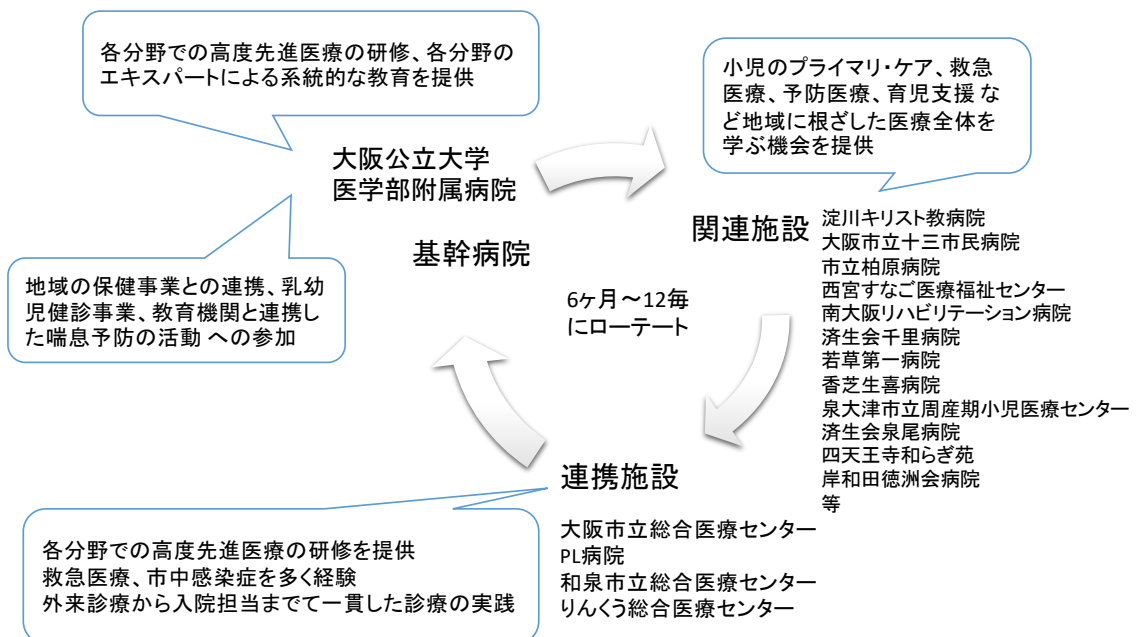 各分野での高度先進医療の研修、各分野の
エキスパートによる系統的な教育を提供
小児のプライマリ・ケア、救急
医療、予防医療、育児支援 な
ど地域に根ざした医療全体を
学ぶ機会を提供
大阪公立大学
医学部附属病院
基幹病院
関連施設
淀川キリスト教病院
大阪市立十三市民病院
市立柏原病院
西宮すなご医療福祉センター
南大阪リハビリテーション病院
済生会千里病院
若草第一病院
香芝生喜病院
泉大津市立周産期小児医療センター
済生会泉尾病院
四天王寺和らぎ苑
岸和田徳洲会病院
等
地域の保健事業との連携、乳幼
児健診事業、教育機関と連携し
た喘息予防の活動 への参加
6ヶ月～12毎
にローテート
連携施設
大阪市立総合医療センター
PL病院
和泉市立総合医療センター
りんくう総合医療センター
各分野での高度先進医療の研修を提供
救急医療、市中感染症を多く経験
外来診療から入院担当までて一貫した診療の実践